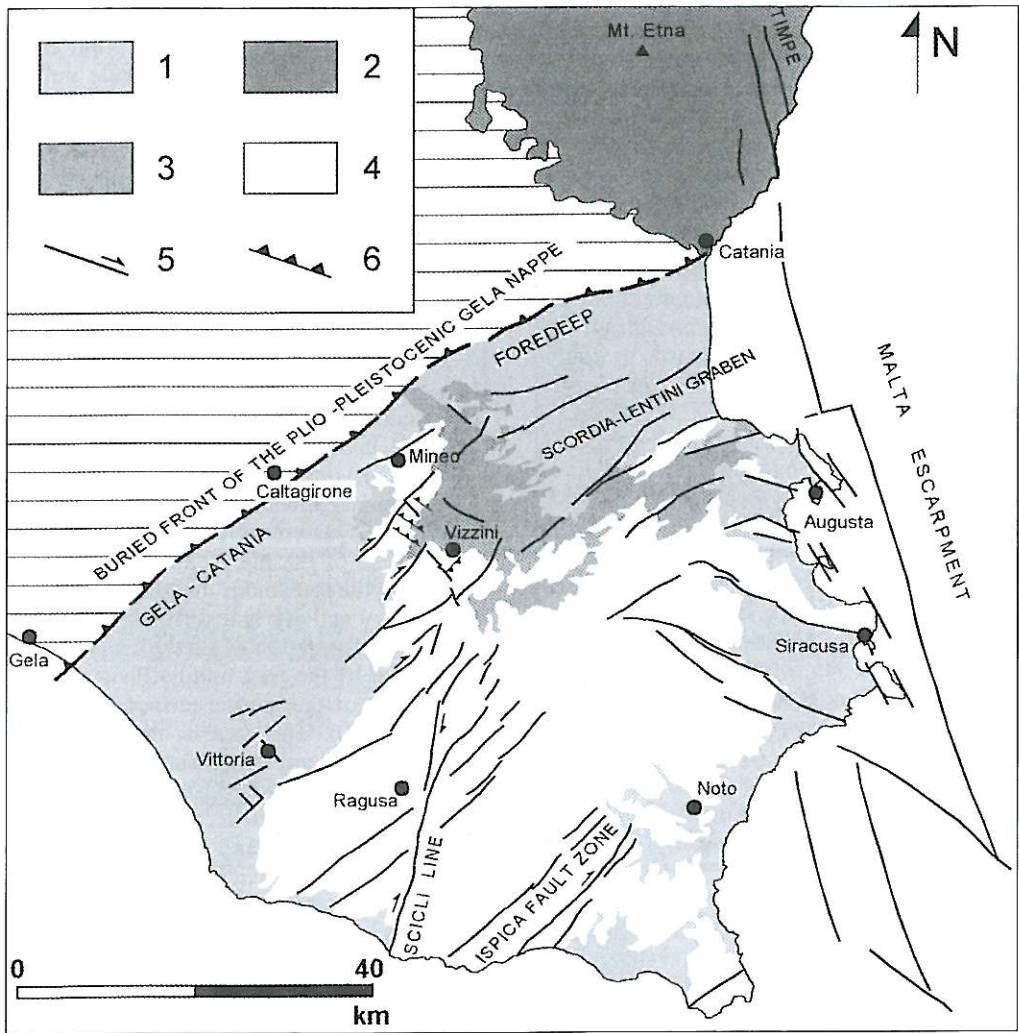 1
2
3
4
5
6
Mt. Etna
TIMPE
N
Catania
BURIED FRONT OF THE PLIO-PLEISTOCENIC GELA NAPPE
FOREDEEP
GELA - CATANIA
SCORDIA-LENTINI GRABEN
MALTA ESCARPMENT
Mineo
Caltagirone
Vizzini
Augusta
Gela
Siracusa
Vittoria
Ragusa
Noto
SCICLI LINE
ISPICA FAULT ZONE
0
40
km